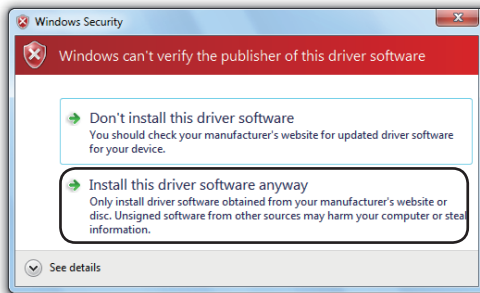 Windows Security
Windows can't verify the publisher of this driver software
Don't install this driver software
You should check your manufacturer's website for updated driver software
for your device.
Install this driver software anyway
Only install driver software obtained from your manufacturer's website or
disc. Unsigned software from other sources may harm your computer or steal
information.
See details